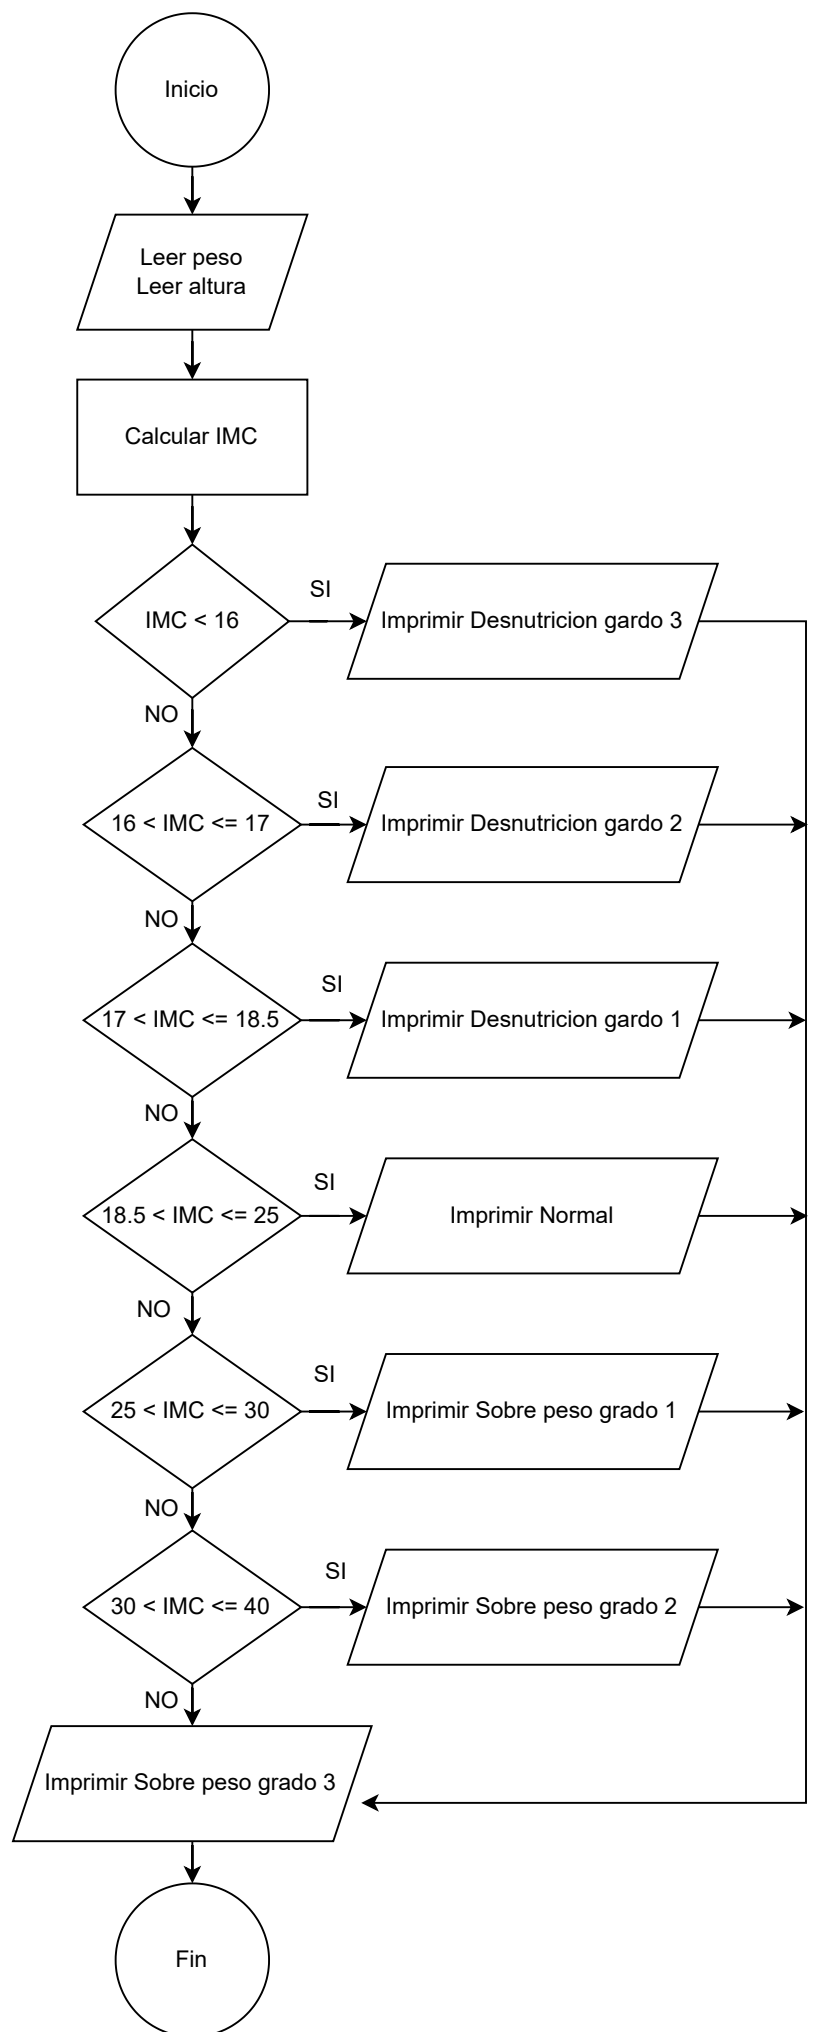 Inicio
Leer peso
Leer altura
Calcular IMC
IMC < 16
SI
Imprimir Desnutricion gardo 3
NO
16 < IMC <= 17
SI
Imprimir Desnutricion gardo 2
NO
17 < IMC <= 18.5
SI
Imprimir Desnutricion gardo 1
NO
18.5 < IMC <= 25
SI
Imprimir Normal
NO
25 < IMC <= 30
SI
Imprimir Sobre peso grado 1
NO
30 < IMC <= 40
SI
Imprimir Sobre peso grado 2
NO
Imprimir Sobre peso grado 3
Fin